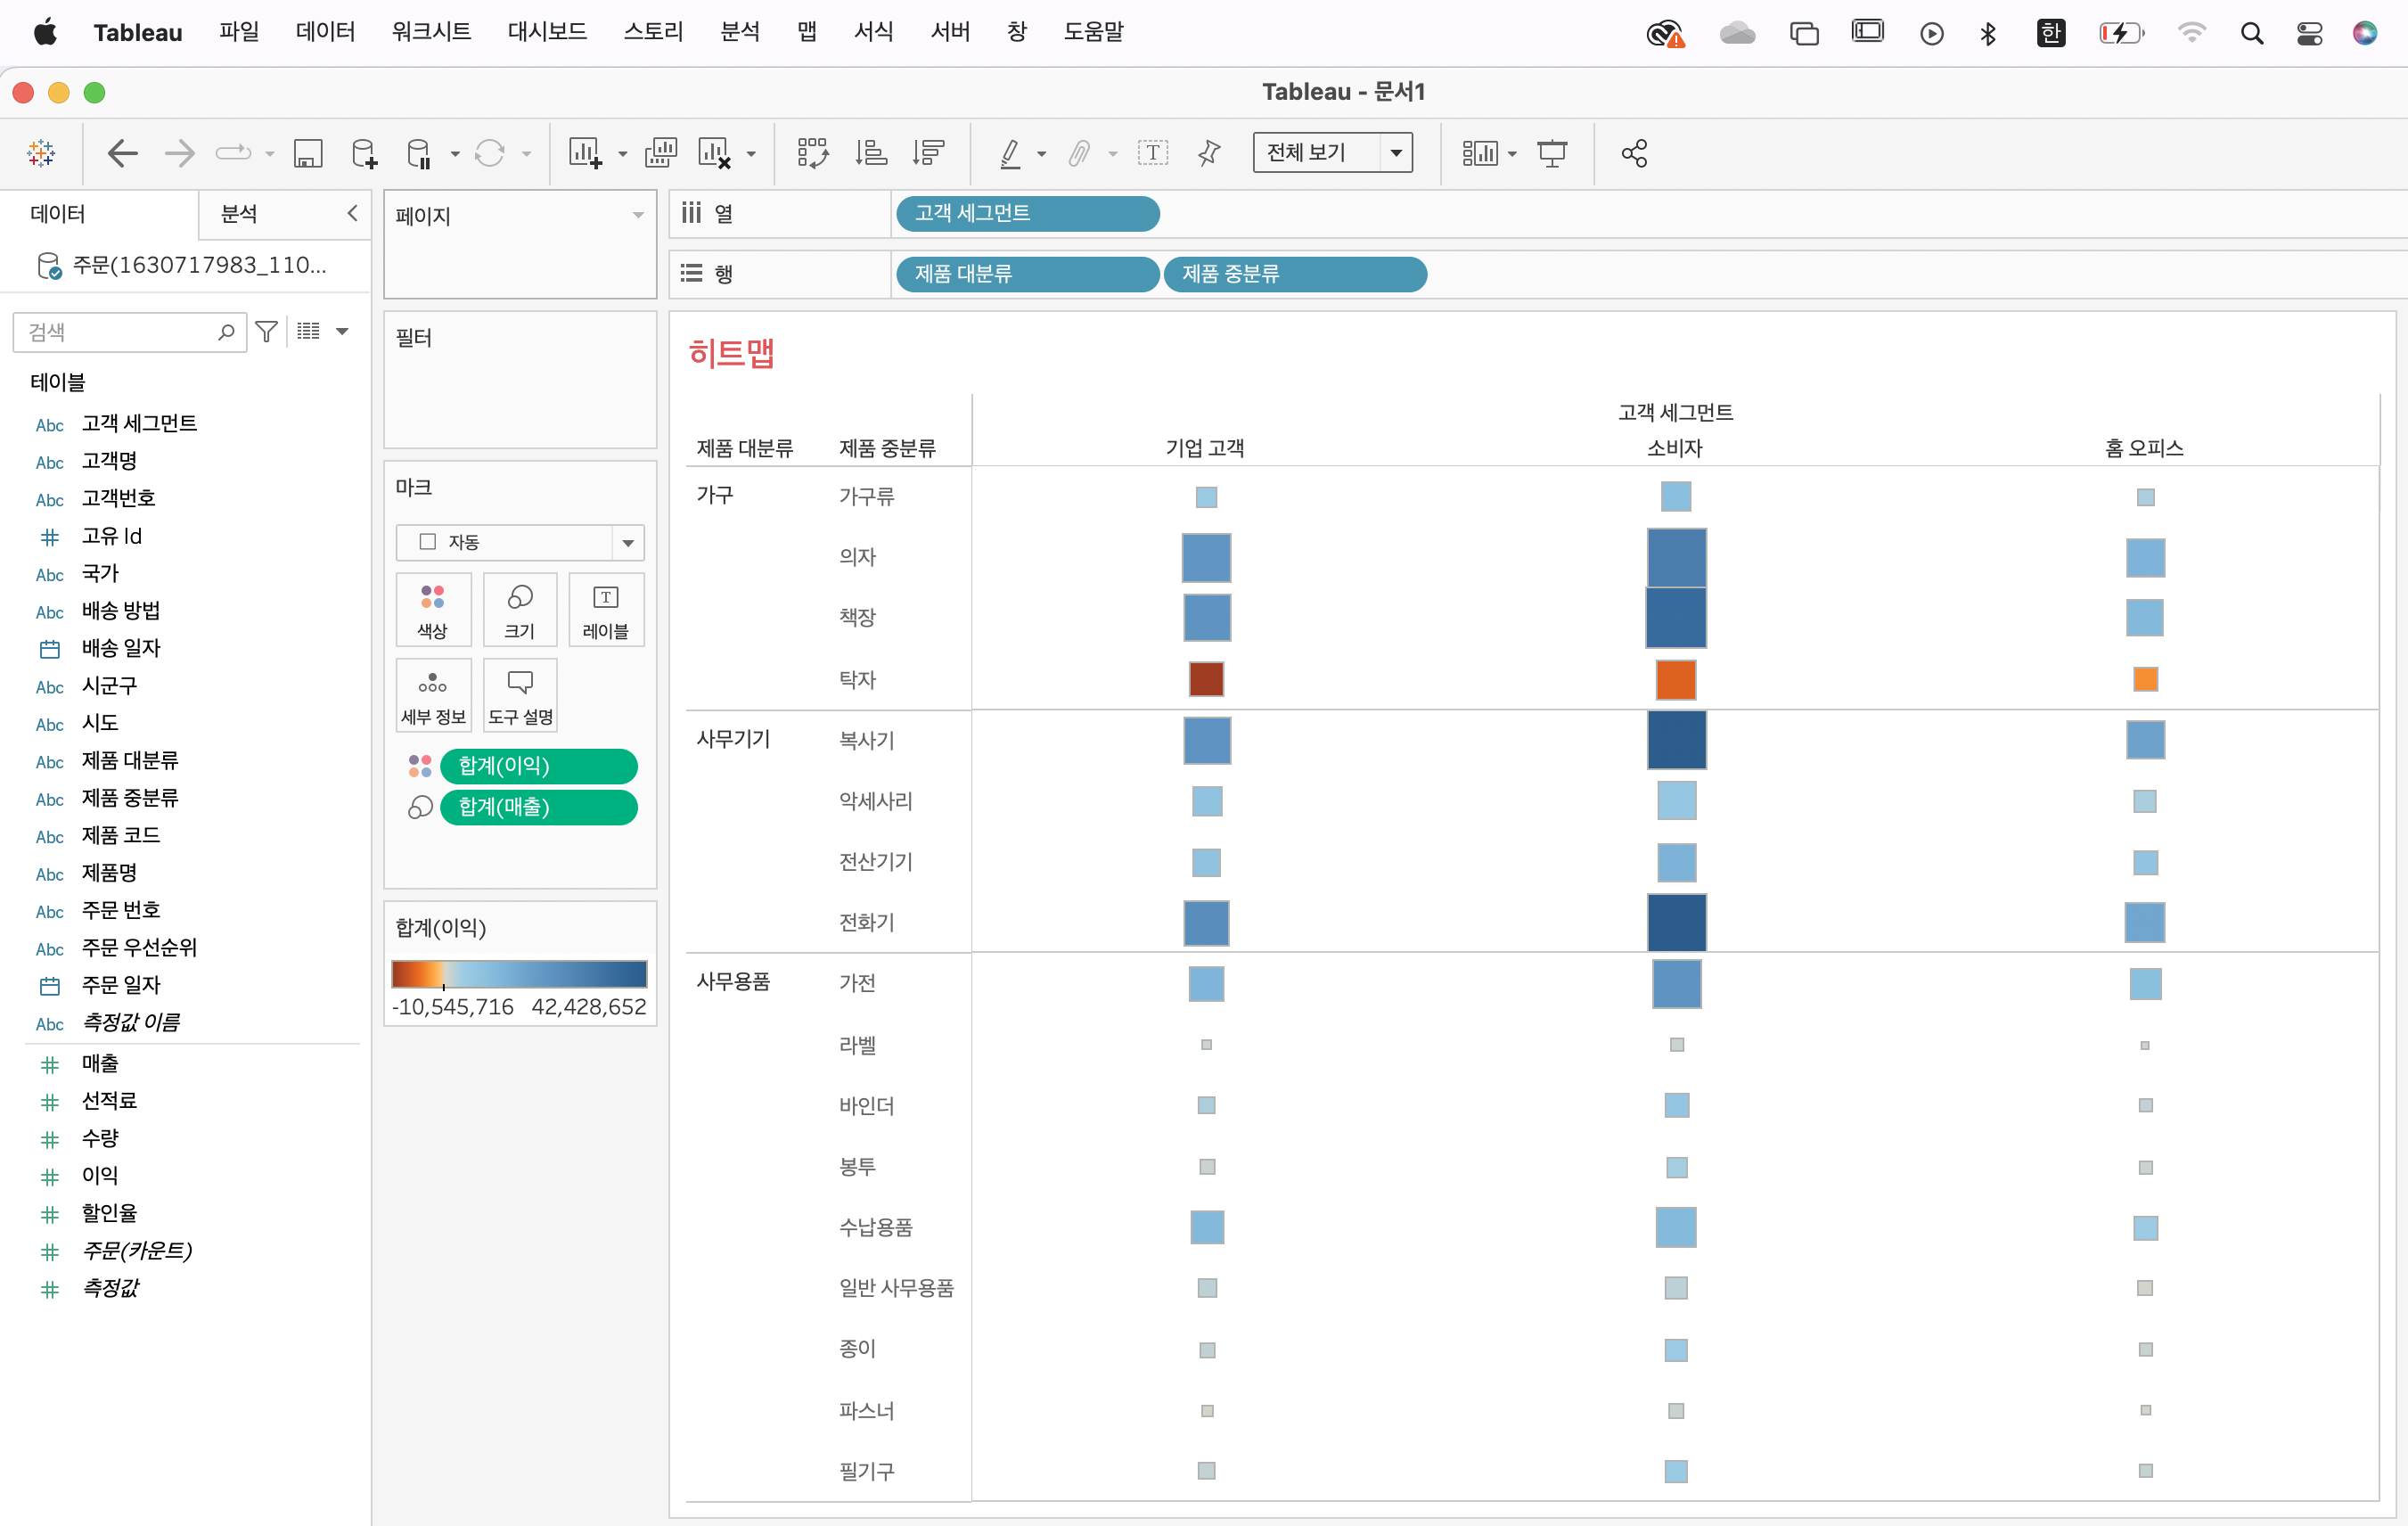 Tableau 파일 데이터 워크시트 대시보드 스토리 분석 맵 서식 서버 창 도움말 한
Tableau - 문서1
전체 보기
데이터 분석
주문(1630717983_110...
검색
테이블
Abc 고객 세그먼트
Abc 고객명
Abc 고객번호
# 고유 Id
Abc 국가
Abc 배송 방법
배송 일자
Abc 시군구
Abc 시도
Abc 제품 대분류
Abc 제품 중분류
Abc 제품 코드
Abc 제품명
Abc 주문 번호
Abc 주문 우선순위
주문 일자
Abc 측정값 이름
# 매출
# 선적료
# 수량
# 이익
# 할인율
# 주문(카운트)
# 측정값
페이지
필터
마크
자동
색상 크기 레이블
세부 정보 도구 설명
합계(이익)
합계(매출)
합계(이익)
-10,545,716 42,428,652
열 고객 세그먼트
행 제품 대분류 제품 중분류
히트맵
고객 세그먼트
제품 대분류 제품 중분류 기업 고객 소비자 홈 오피스
가구 가구류
의자
책장
탁자
사무기기 복사기
악세사리
전산기기
전화기
사무용품 가전
라벨
바인더
봉투
수납용품
일반 사무용품
종이
파스너
필기구